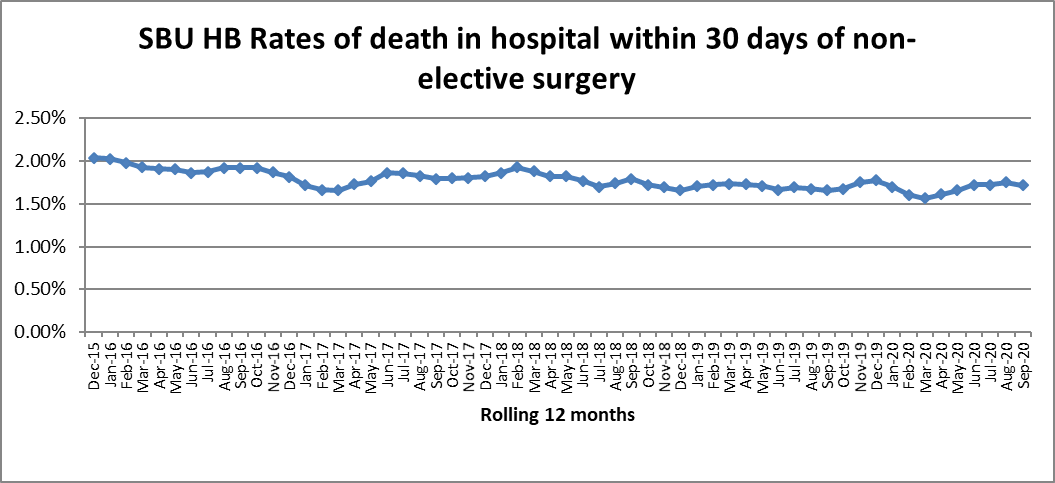 SBU HB Rates of death in hospital within 30 days of non-
elective surgery
2.50%
2.00%
1.50%
1.00%
0.50%
0.00%
Dec-15
Jan-16
Feb-16
Mar-16
Apr-16
May-16
Jun-16
Jul-16
Aug-16
Sep-16
Oct-16
Nov-16
Dec-16
Jan-17
Feb-17
Mar-17
Apr-17
May-17
Jun-17
Jul-17
Aug-17
Sep-17
Oct-17
Nov-17
Dec-17
Jan-18
Feb-18
Mar-18
Apr-18
May-18
Jun-18
Jul-18
Aug-18
Sep-18
Oct-18
Nov-18
Dec-18
Jan-19
Feb-19
Mar-19
Apr-19
May-19
Jun-19
Jul-19
Aug-19
Sep-19
Oct-19
Nov-19
Dec-19
Jan-20
Feb-20
Mar-20
Apr-20
May-20
Jun-20
Jul-20
Aug-20
Sep-20
Rolling 12 months